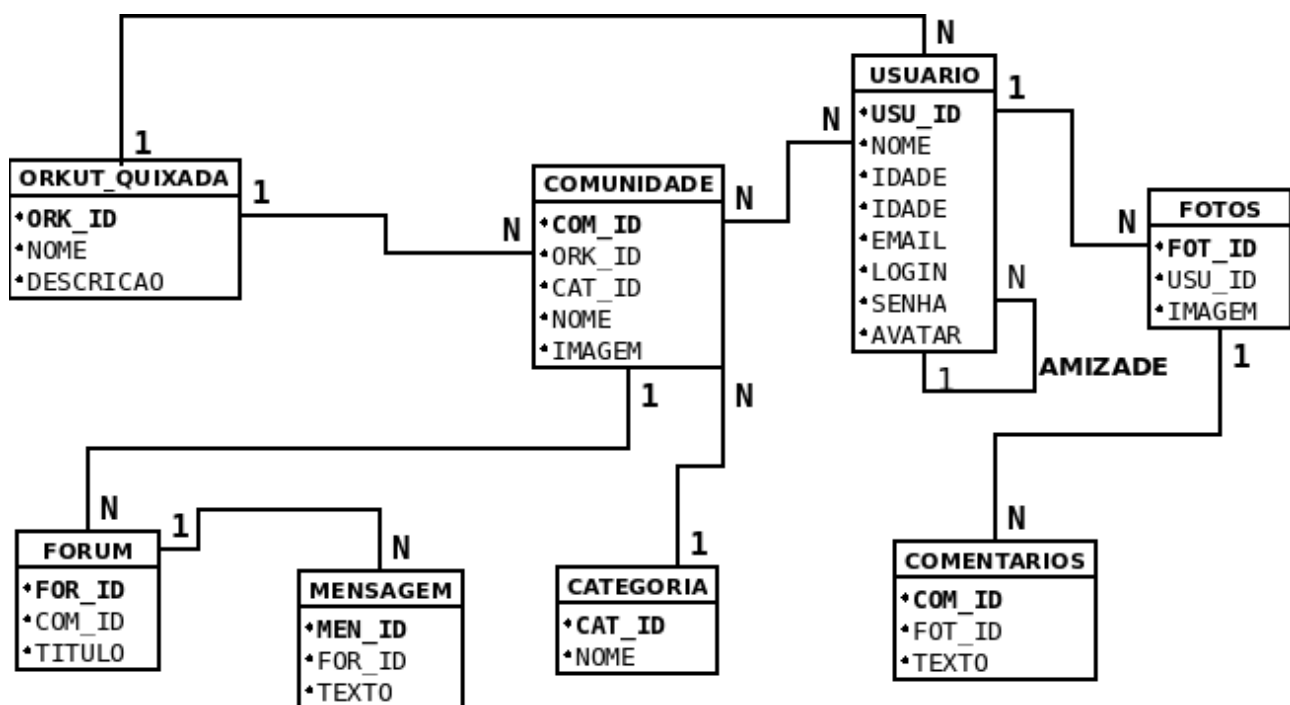 N
USUARIO
*USU_ID
*NOME
*IDADE
*IDADE
*EMAIL
*LOGIN
*SENHA
*AVATAR
1
N
1
ORKUT_QUIXADA
*ORK_ID
*NOME
*DESCRICAO
1
N
COMUNIDADE
*COM_ID
*ORK_ID
*CAT_ID
*NOME
*IMAGEM
N
N
FOTOS
*FOT_ID
*USU_ID
*IMAGEM
N
1
AMIZADE
1
1
N
N
FORUM
*FOR_ID
*COM_ID
*TITULO
1
N
MENSAGEM
*MEN_ID
*FOR_ID
*TEXTO
1
CATEGORIA
*CAT_ID
*NOME
N
COMENTARIOS
*COM_ID
*FOT_ID
*TEXTO